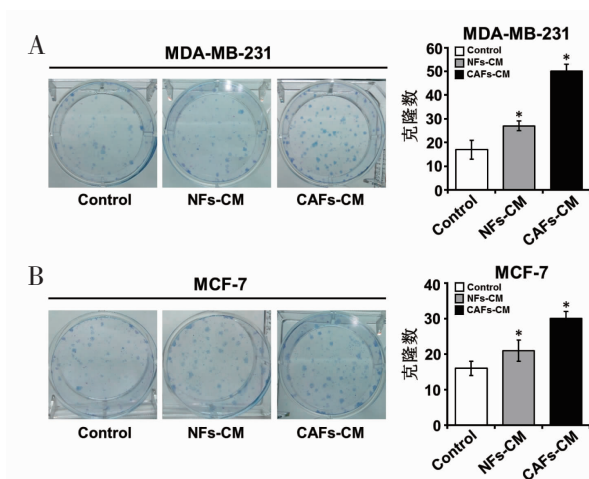 A
MDA-MB-231
Control
NFs-CM
CAFs-CM
MDA-MB-231
Control
NFs-CM
CAFs-CM
克隆数
60
50
40
30
20
10
0
*
*
Control
NFs-CM
CAFs-CM
B
MCF-7
Control
NFs-CM
CAFs-CM
MCF-7
Control
NFs-CM
CAFs-CM
克隆数
40
30
20
10
0
*
*
Control
NFs-CM
CAFs-CM